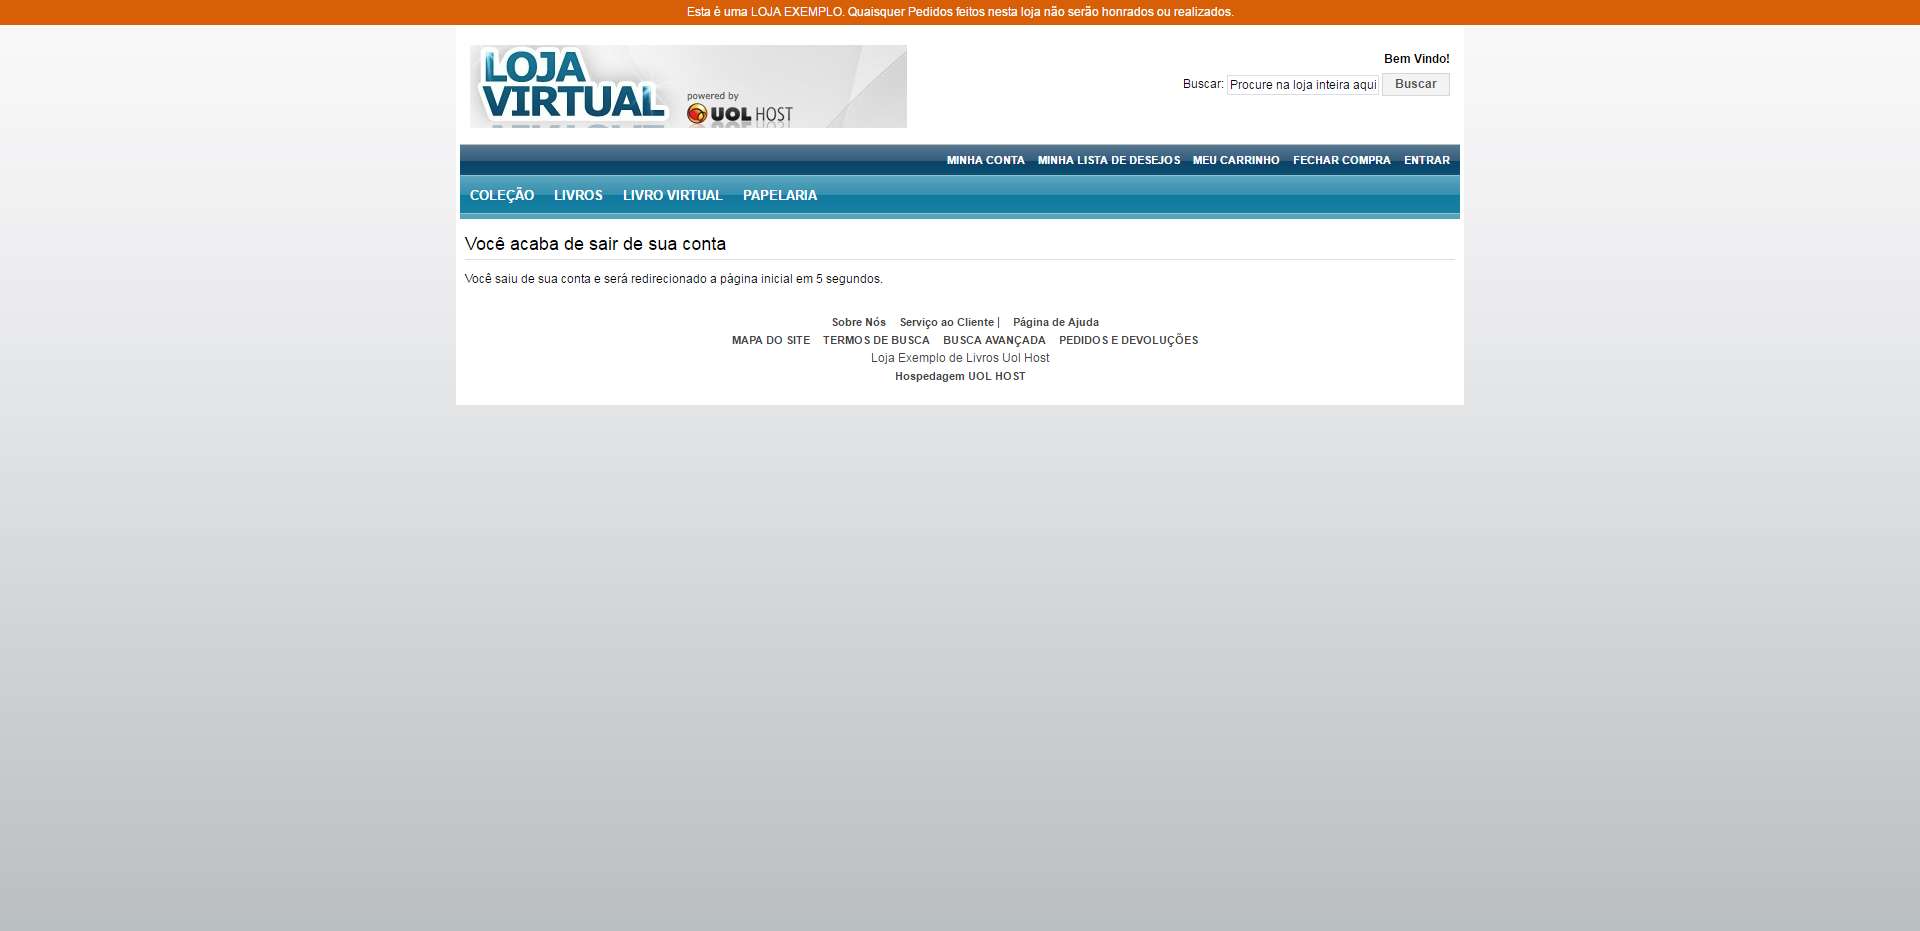 Esta é uma LOJA EXEMPLO. Quaisquer Pedidos feitos nesta loja não serão honrados ou realizados.
LOJA
VIRTUAL
powered by
UOL HOST
Bem Vindo!
Buscar: Procure na loja inteira aqui Buscar
MINHA CONTA MINHA LISTA DE DESEJOS MEU CARRINHO FECHAR COMPRA ENTRAR
COLEÇÃO LIVROS LIVRO VIRTUAL PAPELARIA
Você acaba de sair de sua conta
Você saiu de sua conta e será redirecionado a página inicial em 5 segundos.
Sobre Nós Serviço ao Cliente | Página de Ajuda
MAPA DO SITE TERMOS DE BUSCA BUSCA AVANÇADA PEDIDOS E DEVOLUÇÕES
Loja Exemplo de Livros Uol Host
Hospedagem UOL HOST